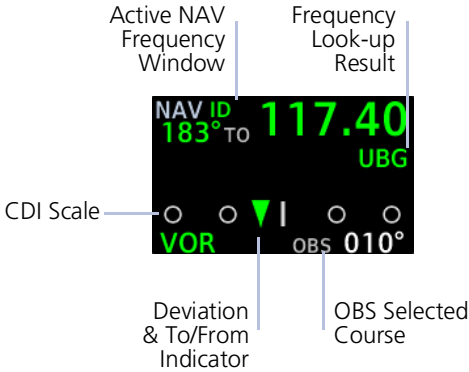 Active NAV
Frequency
Window
Frequency
Look-up
Result
NAV ID 117.40
183° TO
UBG
CDI Scale
VOR OBS 010°
Deviation
& To/From
Indicator
OBS Selected
Course